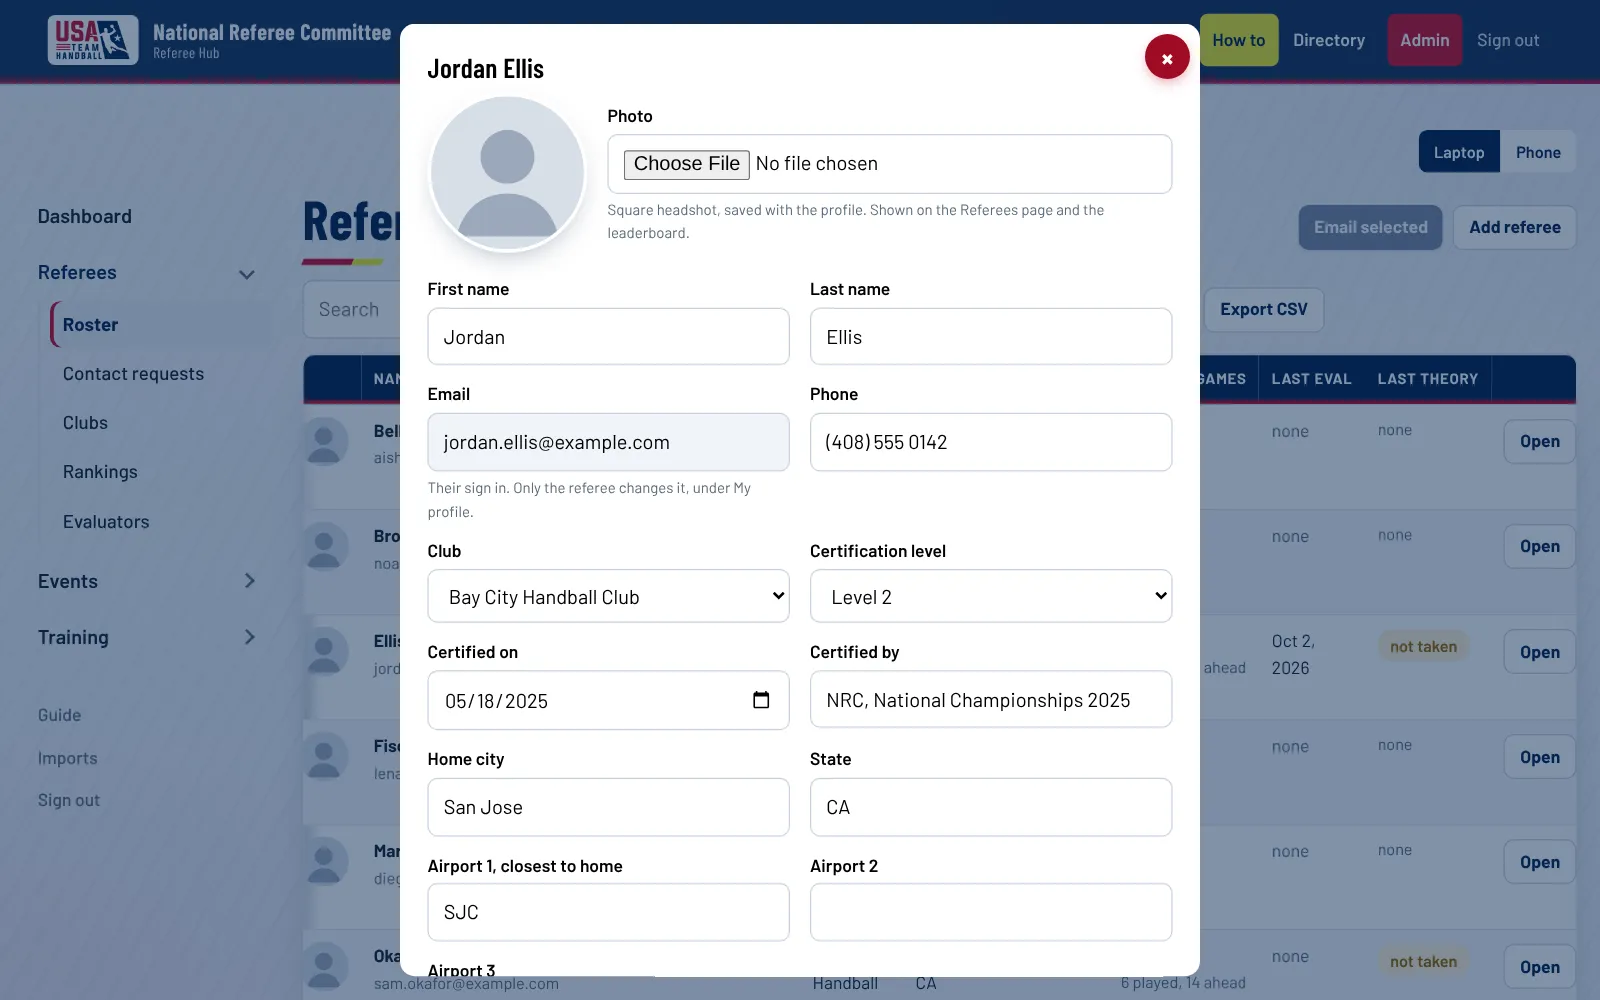 USA
TEAM
HANDBALL
National Referee Committee
Referee Hub
How to
Directory
Admin
Sign out
Laptop
Phone
Dashboard
Referees
Roster
Contact requests
Clubs
Rankings
Evaluators
Events
Training
Guide
Imports
Sign out
Email selected
Add referee
Search
Export CSV
LAST EVAL
LAST THEORY
none
none
Open
none
none
Open
ahead
Oct 2,
2026
not taken
Open
none
none
Open
none
none
Open
sam.okafor@example.com
Handball
CA
6 played, 14 ahead
none
not taken
Open
Jordan Ellis
×
Photo
Choose File No file chosen
Square headshot, saved with the profile. Shown on the Referees page and the
leaderboard.
First name
Jordan
Last name
Ellis
Email
jordan.ellis@example.com
Their sign in. Only the referee changes it, under My
profile.
Phone
(408) 555 0142
Club
Bay City Handball Club
Certification level
Level 2
Certified on
05/18/2025
Certified by
NRC, National Championships 2025
Home city
San Jose
State
CA
Airport 1, closest to home
SJC
Airport 2
Airport 3